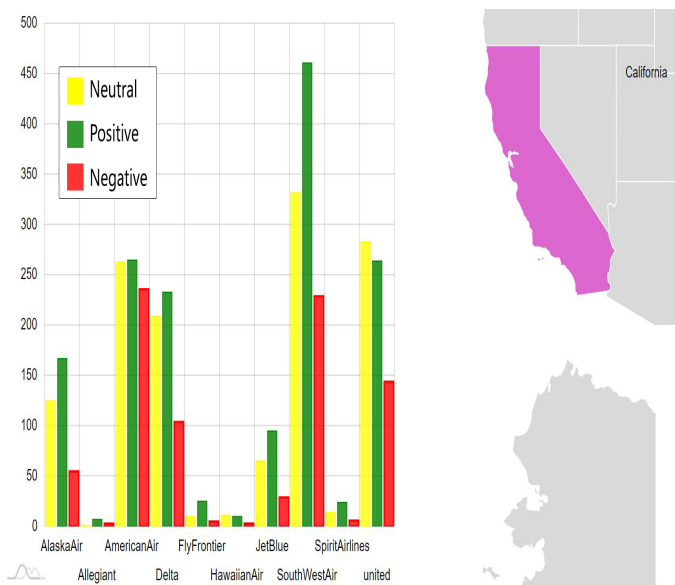 500
450
400
350
300
250
200
150
100
50
0
Neutral
Positive
Negative
AlaskaAir
Allegiant
AmericanAir
Delta
FlyFrontier
HawaiianAir
JetBlue
SouthWestAir
SpiritAirlines
united
California